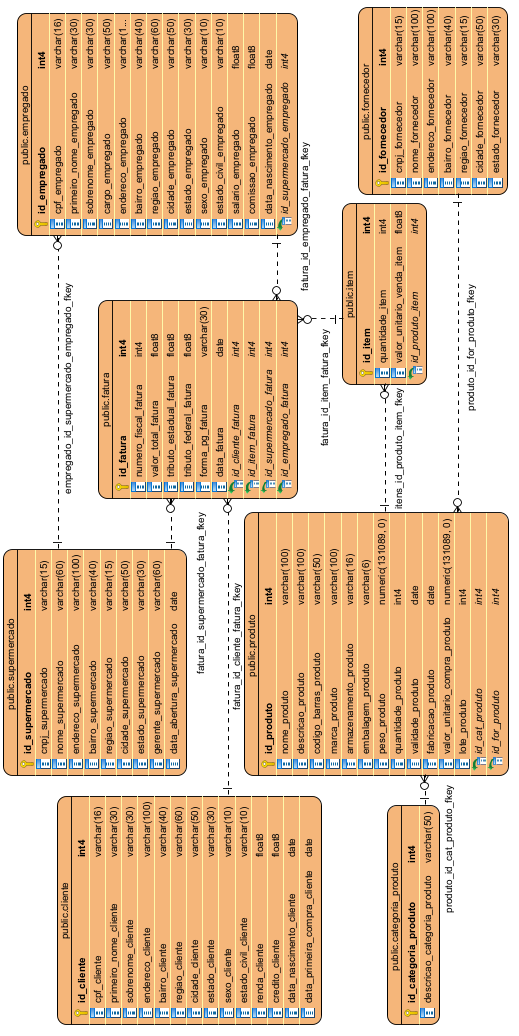 public.cliente
id_cliente int4
cpf_cliente varchar(16)
primeiro_nome_cliente varchar(30)
sobrenome_cliente varchar(30)
endereco_cliente varchar(100)
bairro_cliente varchar(40)
regiao_cliente varchar(60)
cidade_cliente varchar(50)
estado_cliente varchar(30)
sexo_cliente varchar(10)
estado_civil_cliente varchar(10)
renda_cliente float8
credito_cliente float8
data_nascimento_cliente date
data_primeira_compra_cliente date
public.supermercado
id_supermercado int4
cnpj_supermercado varchar(15)
nome_supermercado varchar(60)
endereco_supermercado varchar(100)
bairro_supermercado varchar(40)
regiao_supermercado varchar(15)
cidade_supermercado varchar(50)
estado_supermercado varchar(30)
gerente_supermercado varchar(60)
data_abertura_supermercado date
empregado_id_supermercado_empregado_fkey
public.empregado
id_empregado int4
cpf_empregado varchar(16)
primeiro_nome_empregado varchar(30)
sobrenome_empregado varchar(30)
cargo_empregado varchar(50)
endereco_empregado varchar(1...
bairro_empregado varchar(40)
regiao_empregado varchar(60)
cidade_empregado varchar(50)
estado_empregado varchar(30)
sexo_empregado varchar(10)
estado_civil_empregado varchar(10)
salario_empregado float8
comissao_empregado float8
data_nascimento_empregado date
id_supermercado_empregado int4
public.fatura
id_fatura int4
numero_fiscal_fatura int4
valor_total_fatura float8
tributo_estadual_fatura float8
tributo_federal_fatura float8
forma_pg_fatura varchar(30)
data_fatura date
id_cliente_fatura int4
id_item_fatura int4
id_supermercado_fatura int4
id_empregado_fatura int4
fatura_id_supermercado_fatura_fkey
fatura_id_cliente_fatura_fkey
fatura_id_empregado_fatura_fkey
fatura_id_item_fatura_fkey
public.produto
id_produto int4
nome_produto varchar(100)
descricao_produto varchar(100)
codigo_barras_produto varchar(50)
marca_produto varchar(100)
armazenamento_produto varchar(16)
embalagem_produto varchar(6)
peso_produto numeric(131089, 0)
quantidade_produto int4
validade_produto date
fabricacao_produto date
valor_unitario_compra_produto numeric(131089, 0)
lote_produto int4
id_cat_produto int4
id_for_produto int4
public.item
id_item int4
quantidade_item int4
valor_unitario_venda_item float8
id_produto_item int4
itens_id_produto_item_fkey
public.fornecedor
id_fornecedor int4
cnpj_fornecedor varchar(15)
nome_fornecedor varchar(100)
endereco_fornecedor varchar(100)
bairro_fornecedor varchar(40)
regiao_fornecedor varchar(15)
cidade_fornecedor varchar(50)
estado_fornecedor varchar(30)
public.categoria_produto
id_categoria_produto int4
descricao_categoria_produto varchar(50)
produto_id_cat_produto_fkey
produto_id_for_produto_fkey